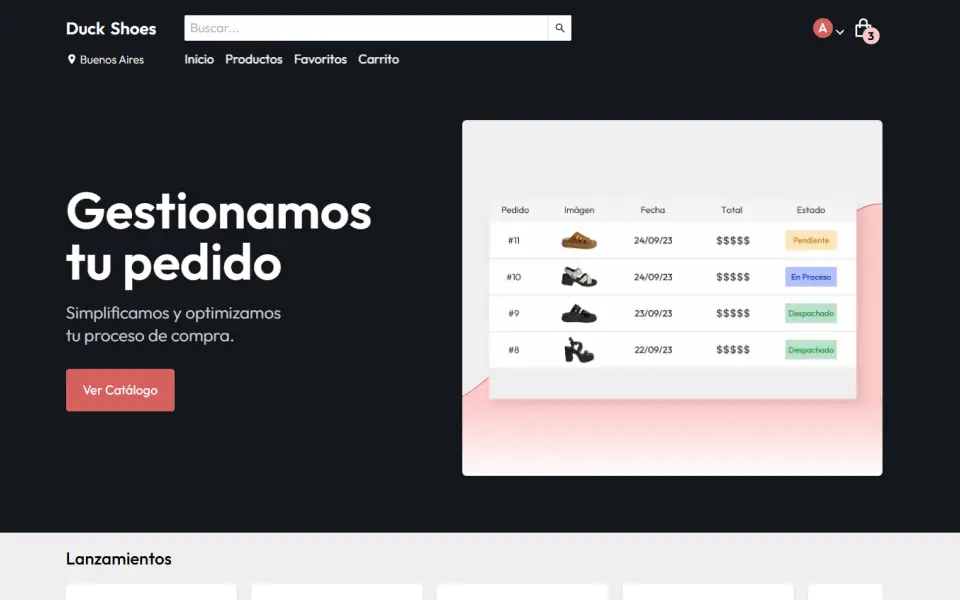 Duck Shoes
Buscar...
A
3
Buenos Aires
Inicio Productos Favoritos Carrito
Gestionamos
tu pedido
Simplificamos y optimizamos
tu proceso de compra.
Ver Catálogo
Pedido Imágen Fecha Total Estado
#11 24/09/23 $$$$$ Pendiente
#10 24/09/23 $$$$$ En Proceso
#9 23/09/23 $$$$$ Despachado
#8 22/09/23 $$$$$ Despachado
Lanzamientos